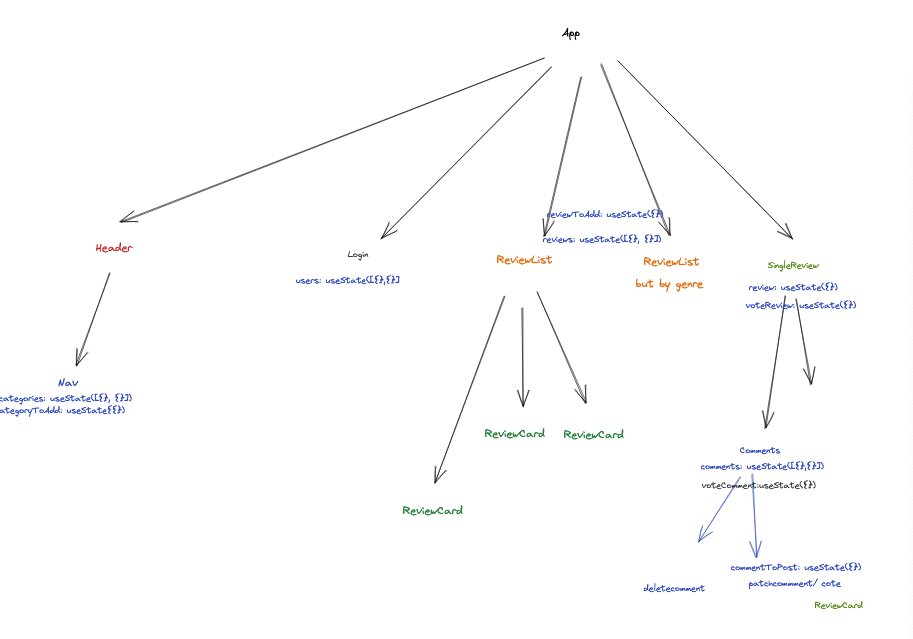 App
reviewToAdd: useState({})
reviews: useState([{}, {}])
Header
Login
users: useState([{},{}]
ReviewList
ReviewList
but by genre
SingleReview
review: useState({})
voteReview: useState({})
Nav
categories: useState([{}, {}])
ategoryToAdd: useState{{})
ReviewCard
ReviewCard
ReviewCard
Comments
comments: useState([{},{}])
voteComment:useState({})
commentToPost: useState({})
patchcommment/ cote
deletecomment
ReviewCard